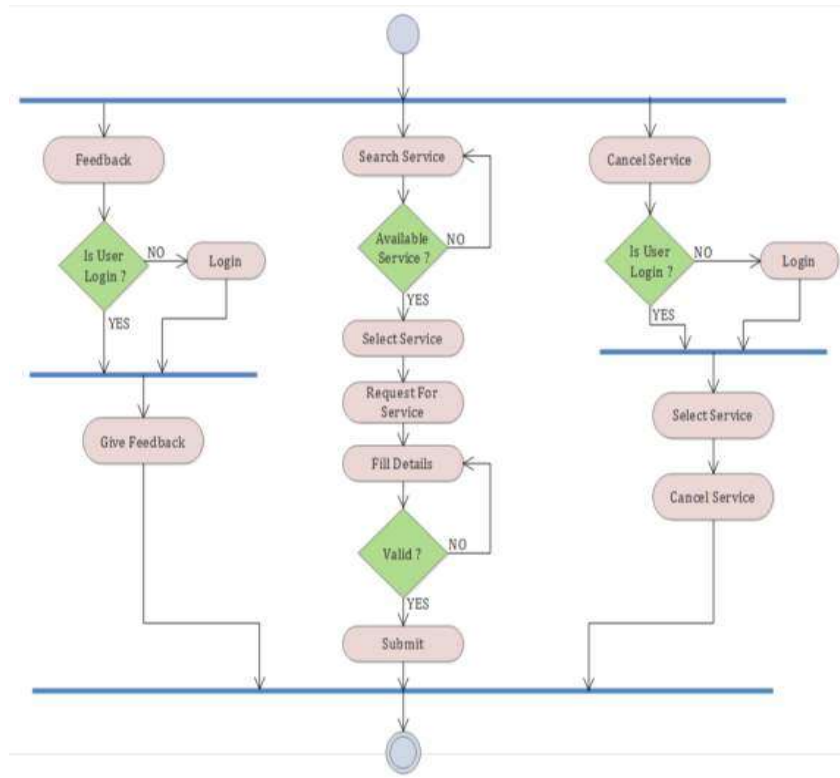 Feedback
Is User
Login ?
NO
Login
YES
Give Feedback
Search Service
Available
Service ?
NO
YES
Select Service
Request For
Service
Fill Details
Valid ?
NO
YES
Submit
Cancel Service
Is User
Login ?
NO
Login
YES
Select Service
Cancel Service